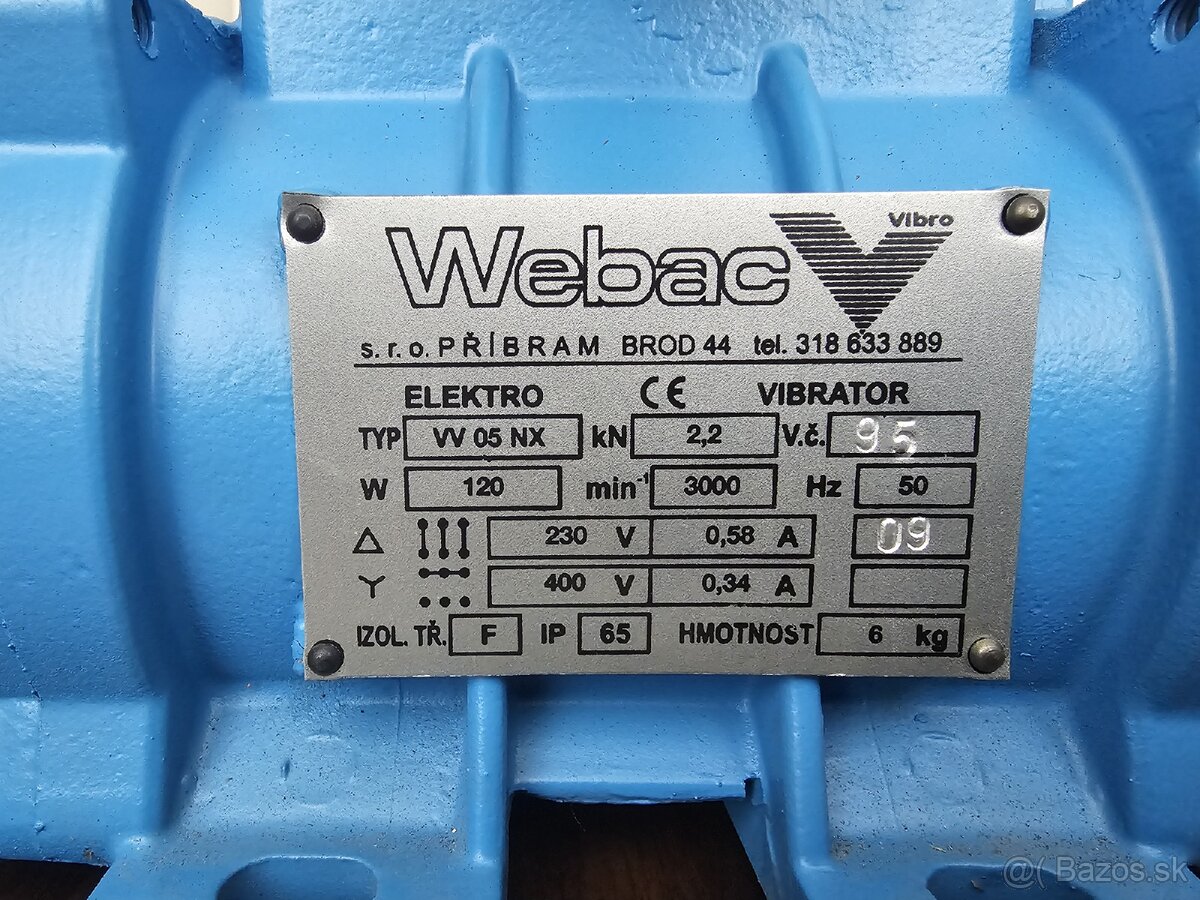 Webac Vibro
s. r. o. PŘÍBRAM BROD 44 tel. 318 633 889
ELEKTRO CE VIBRATOR
TYP VV 05 NX kN 2,2 V.č. 95
W 120 min-1 3000 Hz 50
230 V 0,58 A 09
400 V 0,34 A
IZOL. TŘ. F IP 65 HMOTNOST 6 kg
@( Bazos.sk